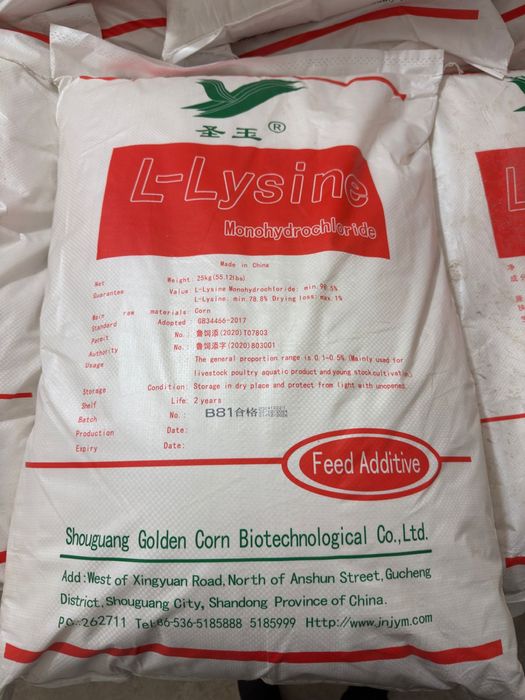 圣玉®
L-Lysine
Monohydrochloride
Made in China
Net Weight: 25kg(55.12lbs)
Guarantee Value: L-Lysine Monohydrochloride: min.98.5%
L-Lysine: min.78.8% Drying loss: max.1%
Main raw materials: Corn
Standard Adopted GB34466-2017
Permit No.: 鲁饲添(2020)T07803
Authority No.: 鲁饲添字(2020)803001
Usage The general proportion range is 0.1-0.5% (Mainly used for
livestock poultry aquatic product and young stock cultivation)
Storage Condition: Storage in dry place and protect from light with unopened.
Shelf Life: 2 years
Batch No.: B81合格
Production Date:
Expiry Date:
Feed Additive
Shouguang Golden Corn Biotechnological Co.,Ltd.
Add:West of Xingyuan Road,North of Anshun Street,Gucheng
District,Shouguang City, Shandong Province of China.
P.C.:262711 Tel:86-536-5185888 5185999 Http://www.jnjym.com